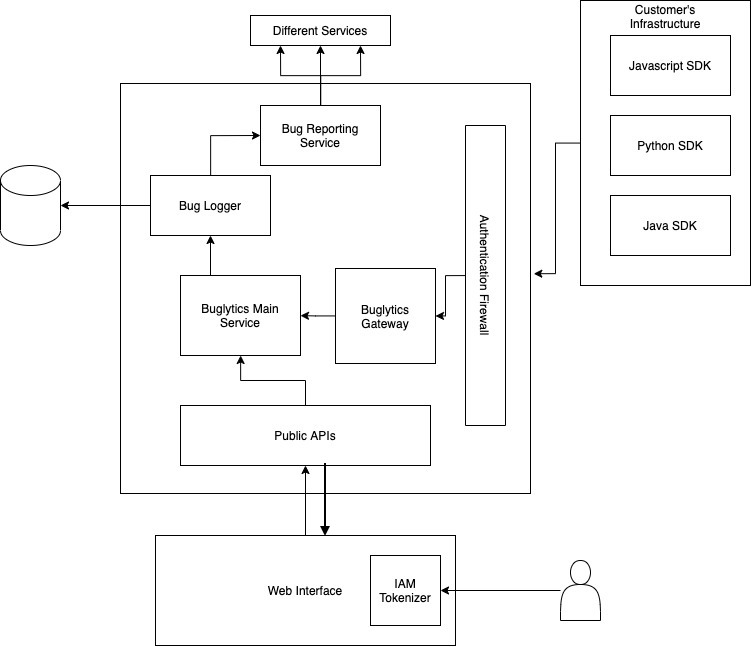 Different Services
Customer's
Infrastructure
Javascript SDK
Python SDK
Java SDK
Bug Reporting
Service
Bug Logger
Authentication Firewall
Buglytics Main
Service
Buglytics
Gateway
Public APIs
Web Interface
IAM
Tokenizer